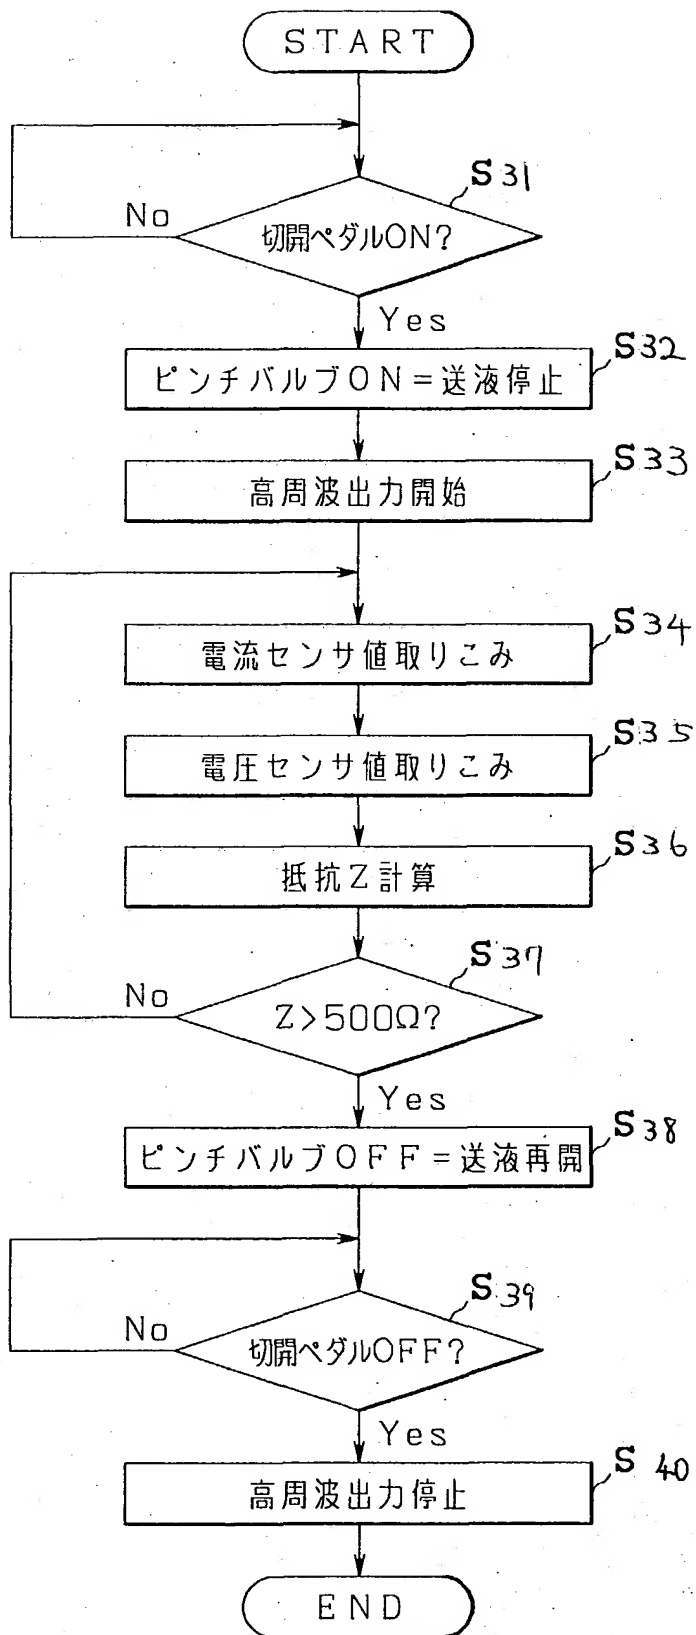 START
S31
No
切開ペダルON?
Yes
S32
ピンチバルブON=送液停止
S33
高周波出力開始
S34
電流センサ値取りこみ
S35
電圧センサ値取りこみ
S36
抵抗Z計算
S37
No
Z>500Ω?
Yes
S38
ピンチバルブOFF=送液再開
S39
No
切開ペダルOFF?
Yes
S40
高周波出力停止
END